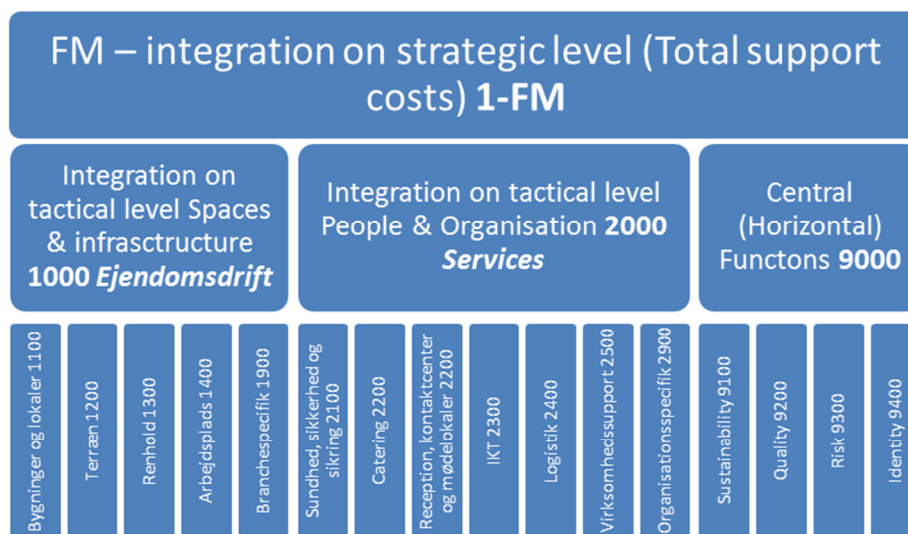 FM – integration on strategic level (Total support
costs) 1-FM
Integration on
tactical level Spaces
& infrasctructure
1000 Ejendomsdrift
Integration on tactical level
People & Organisation 2000
Services
Central
(Horizontal)
Functons 9000
Bygninger og lokaler 1100
Terræn 1200
Renhold 1300
Arbejdsplads 1400
Branchespecifik 1900
Sundhed, sikkerhed og
sikring 2100
Catering 2200
Reception, kontaktcenter
og mødelokaler 2200
IKT 2300
Logistik 2400
Virksomhedssupport 2500
Organisationsspecifik 2900
Sustainability 9100
Quality 9200
Risk 9300
Identity 9400